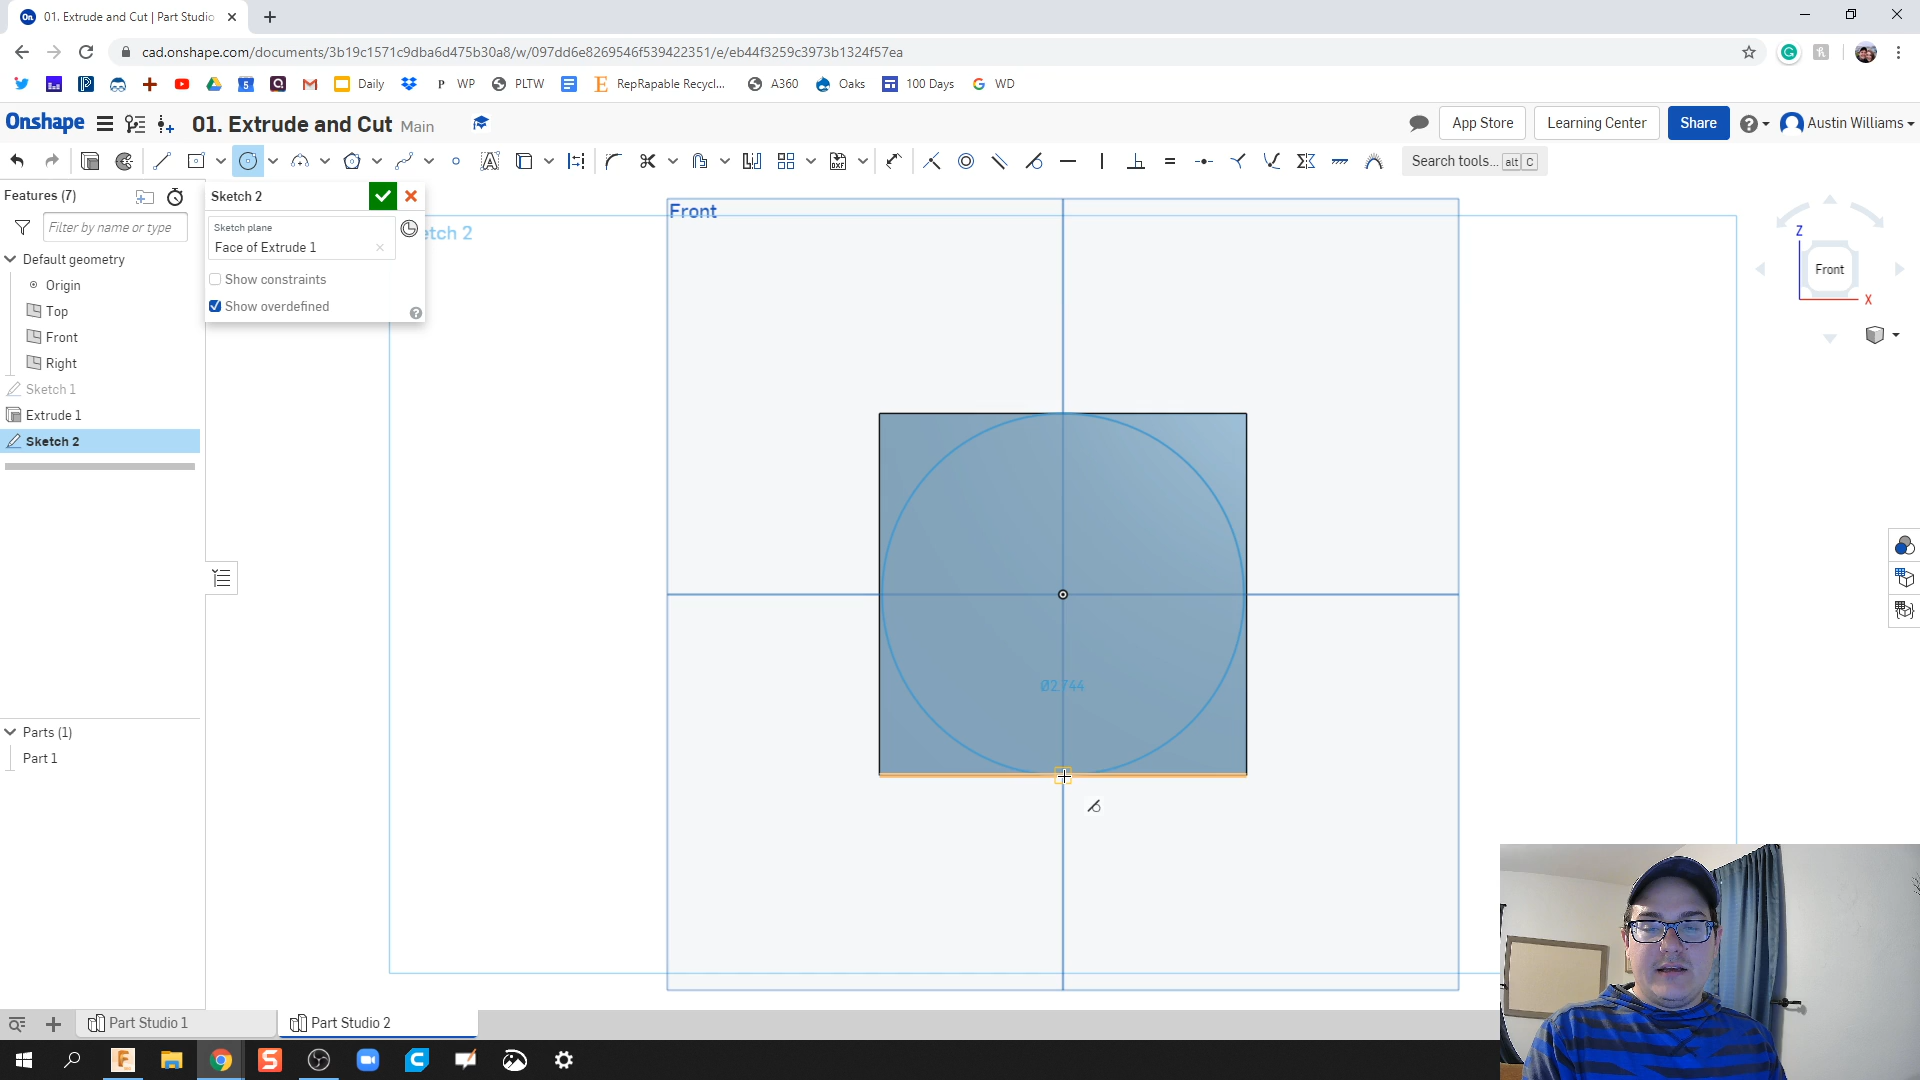 01. Extrude and Cut | Part Studio
cad.onshape.com/documents/3b19c1571c9dba6d475b30a8/w/097dd6e8269546f539422351/e/eb44f3259c3973b1324f57ea
Daily
WP
PLTW
RepRapable Recycl...
A360
Oaks
100 Days
WD
Onshape
01. Extrude and Cut Main
App Store
Learning Center
Share
Austin Williams
Search tools... alt C
Features (7)
Filter by name or type
Default geometry
Origin
Top
Front
Right
Sketch 1
Extrude 1
Sketch 2
Sketch 2
Sketch plane
Face of Extrude 1
Show constraints
Show overdefined
etch 2
Front
Ø2.744
Z
Front
X
Parts (1)
Part 1
Part Studio 1
Part Studio 2